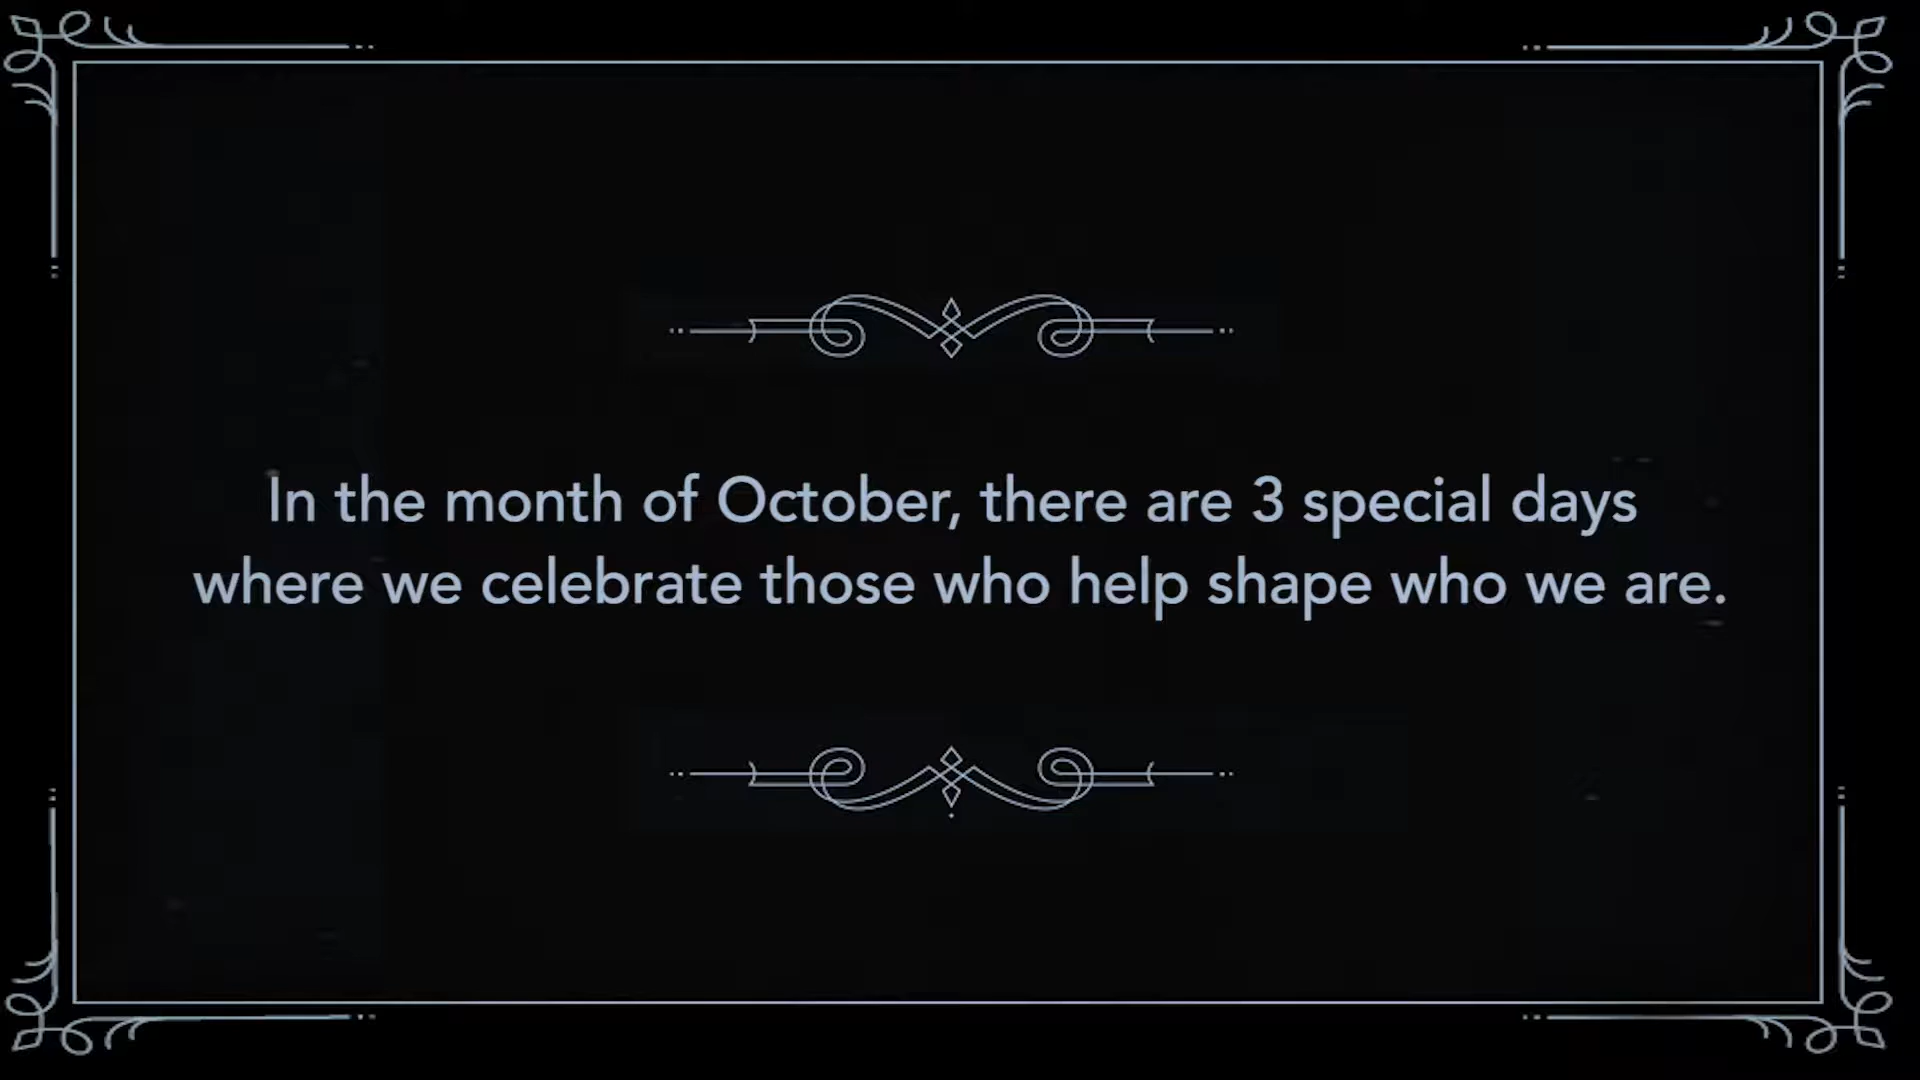 In the month of October, there are 3 special days
where we celebrate those who help shape who we are.